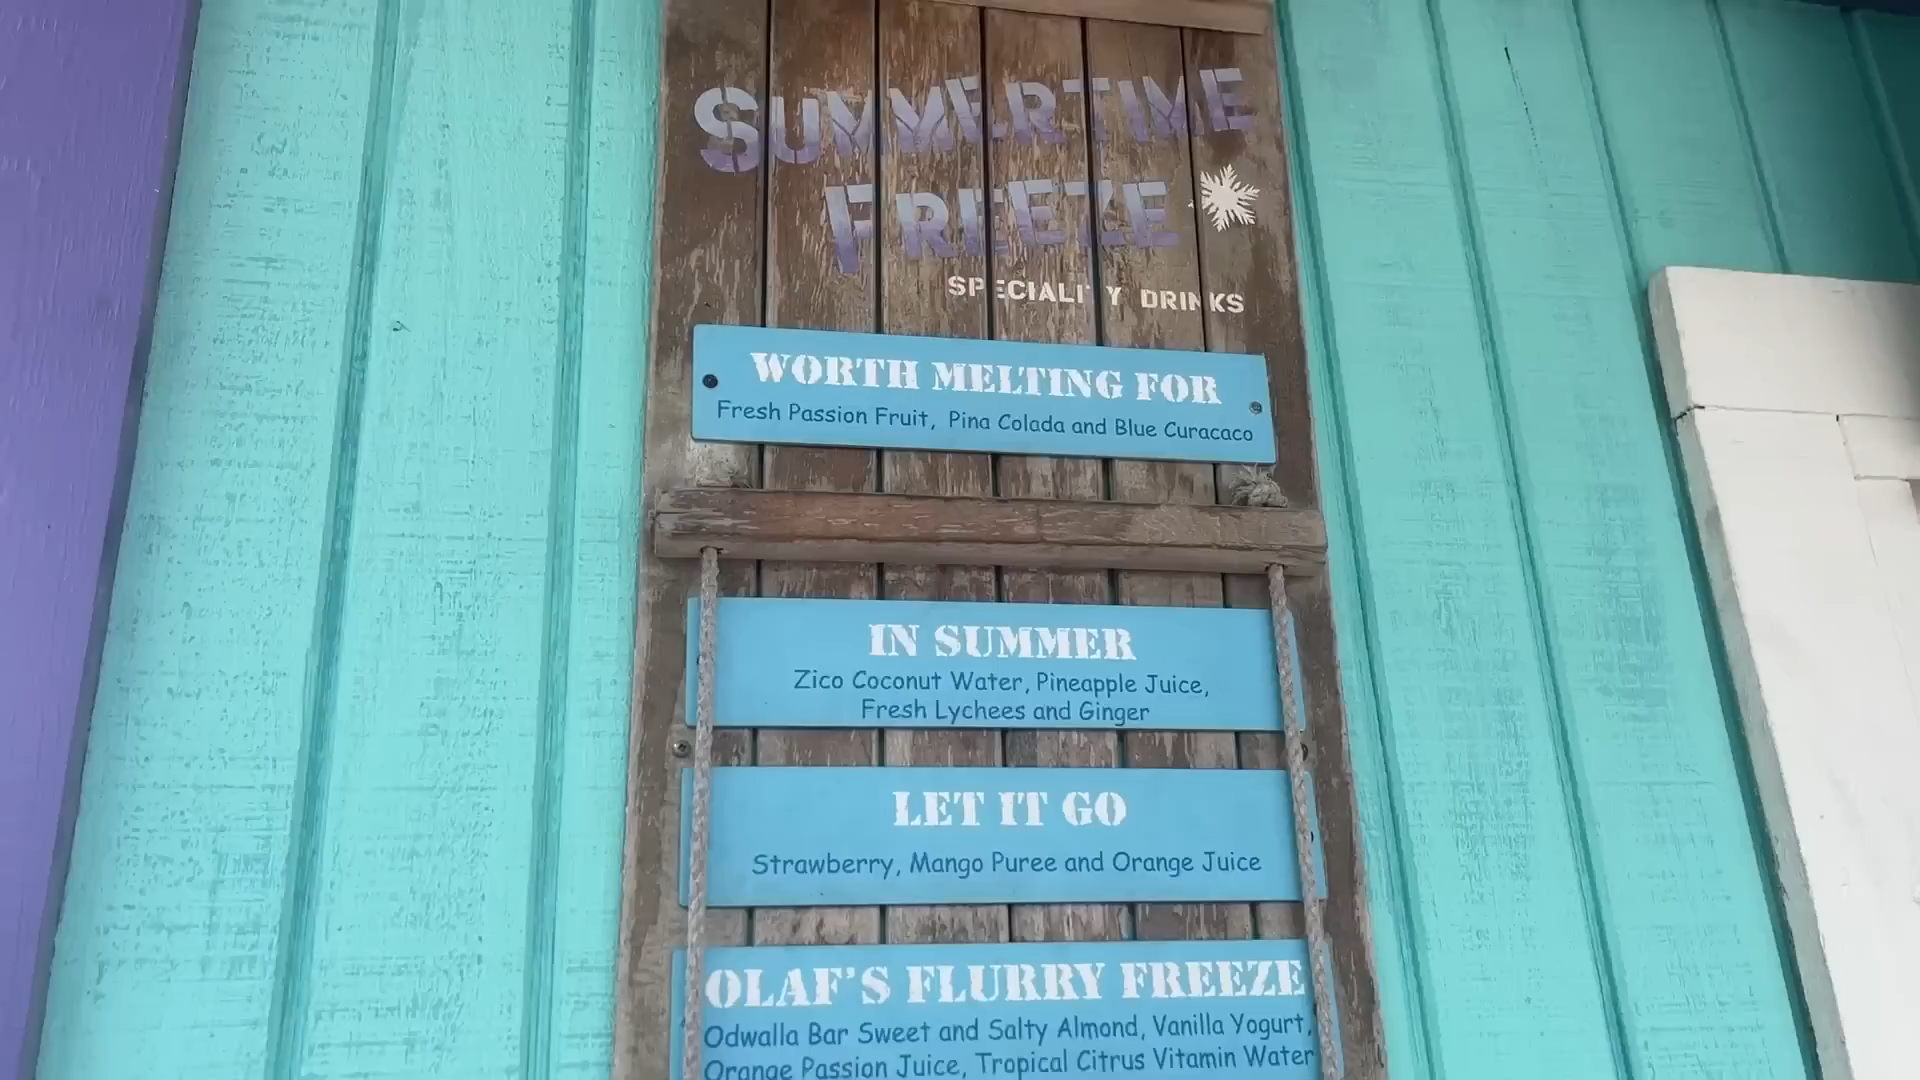 SUMMERTIME
FREEZE
SPECIALITY DRINKS
WORTH MELTING FOR
Fresh Passion Fruit, Pina Colada and Blue Curacaco
IN SUMMER
Zico Coconut Water, Pineapple Juice,
Fresh Lychees and Ginger
LET IT GO
Strawberry, Mango Puree and Orange Juice
OLAF'S FLURRY FREEZE
Odwalla Bar Sweet and Salty Almond, Vanilla Yogurt,
Orange Passion Juice, Tropical Citrus Vitamin Water